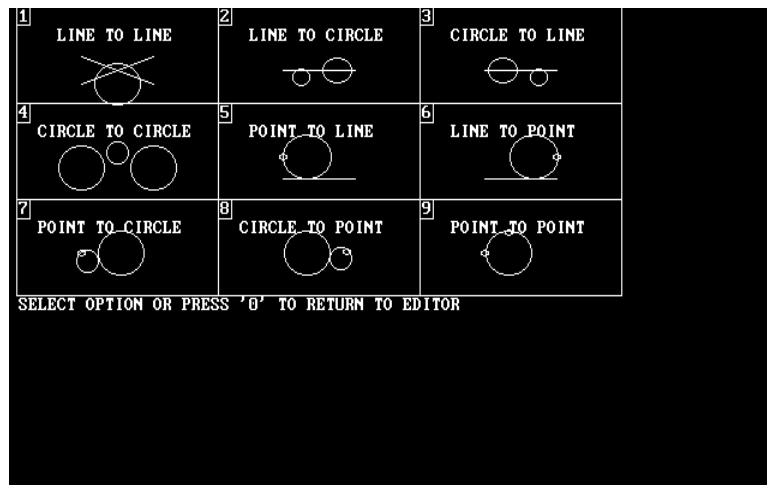 1 2 3
LINE TO LINE LINE TO CIRCLE CIRCLE TO LINE
4 5 6
CIRCLE TO CIRCLE POINT TO LINE LINE TO POINT
7 8 9
POINT TO CIRCLE CIRCLE TO POINT POINT TO POINT
SELECT OPTION OR PRESS '0' TO RETURN TO EDITOR